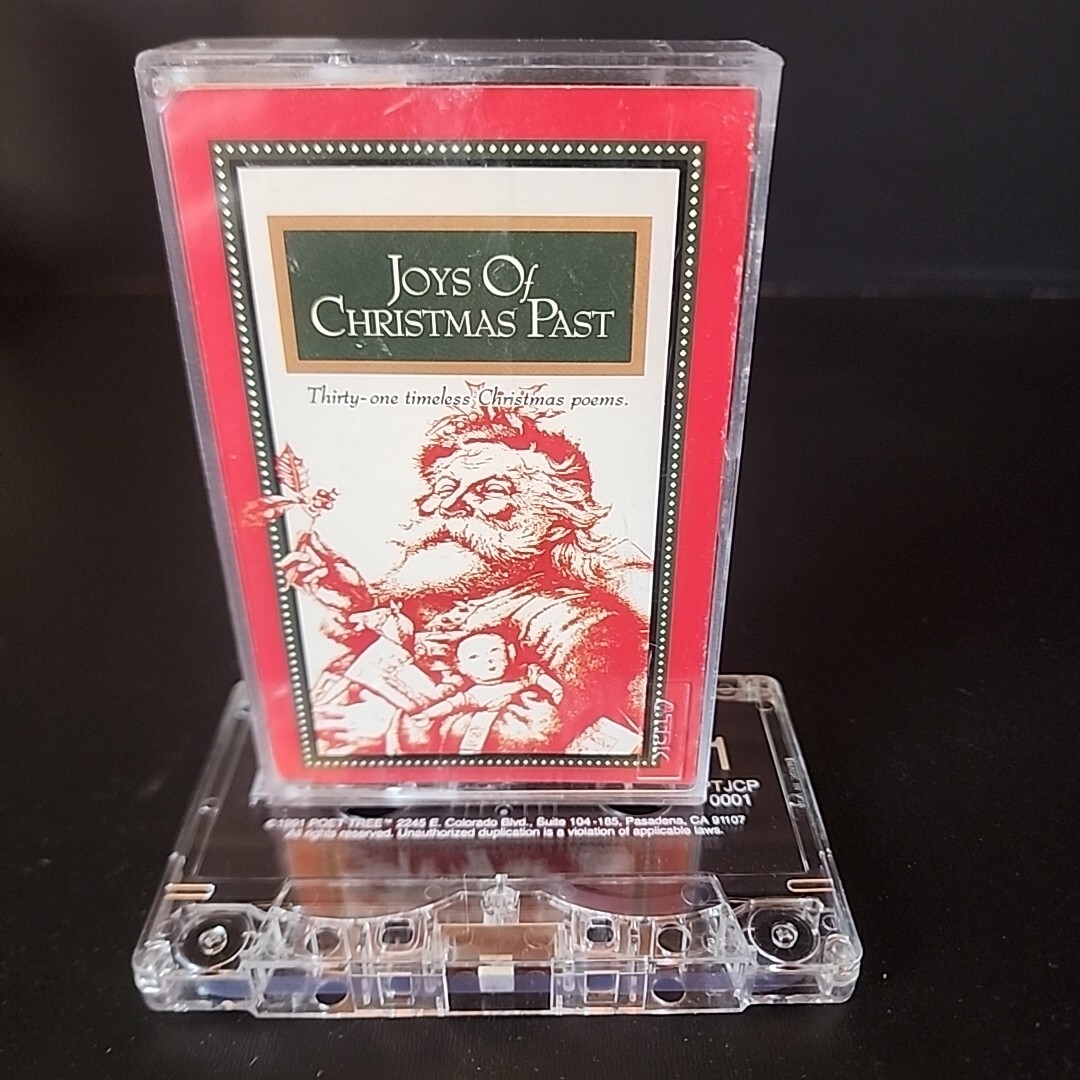 JOYS Of
CHRISTMAS PAST
Thirty-one timeless Christmas poems.
1
PTJCP
0001
©1991 POET TREE™ 2245 E. Colorado Blvd., Suite 104-185, Pasadena, CA 91107
All rights reserved. Unauthorized duplication is a violation of applicable laws.